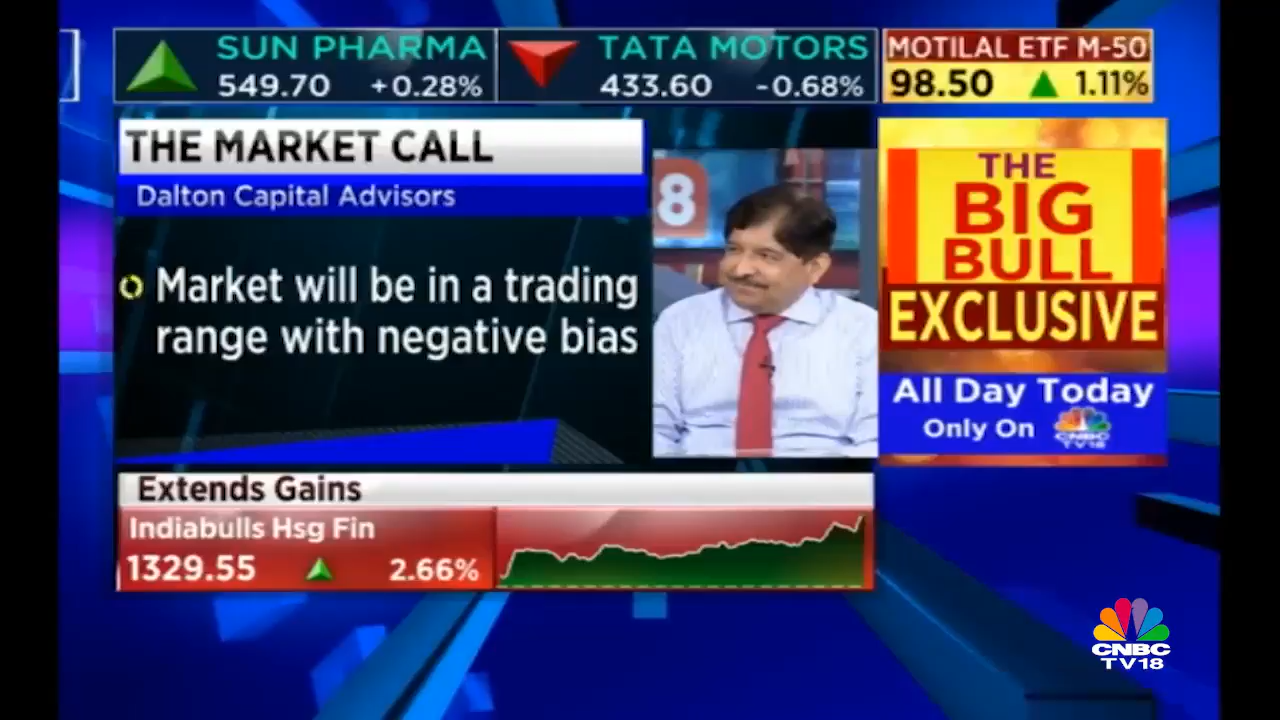 SUN PHARMA
549.70 +0.28%
TATA MOTORS
433.60 -0.68%
MOTILAL ETF M-50
98.50 1.11%
THE MARKET CALL
Dalton Capital Advisors
Market will be in a trading
range with negative bias
8
THE
BIG
BULL
EXCLUSIVE
All Day Today
Only On CNBC
TV18
Extends Gains
Indiabulls Hsg Fin
1329.55 2.66%
CNBC
TV18